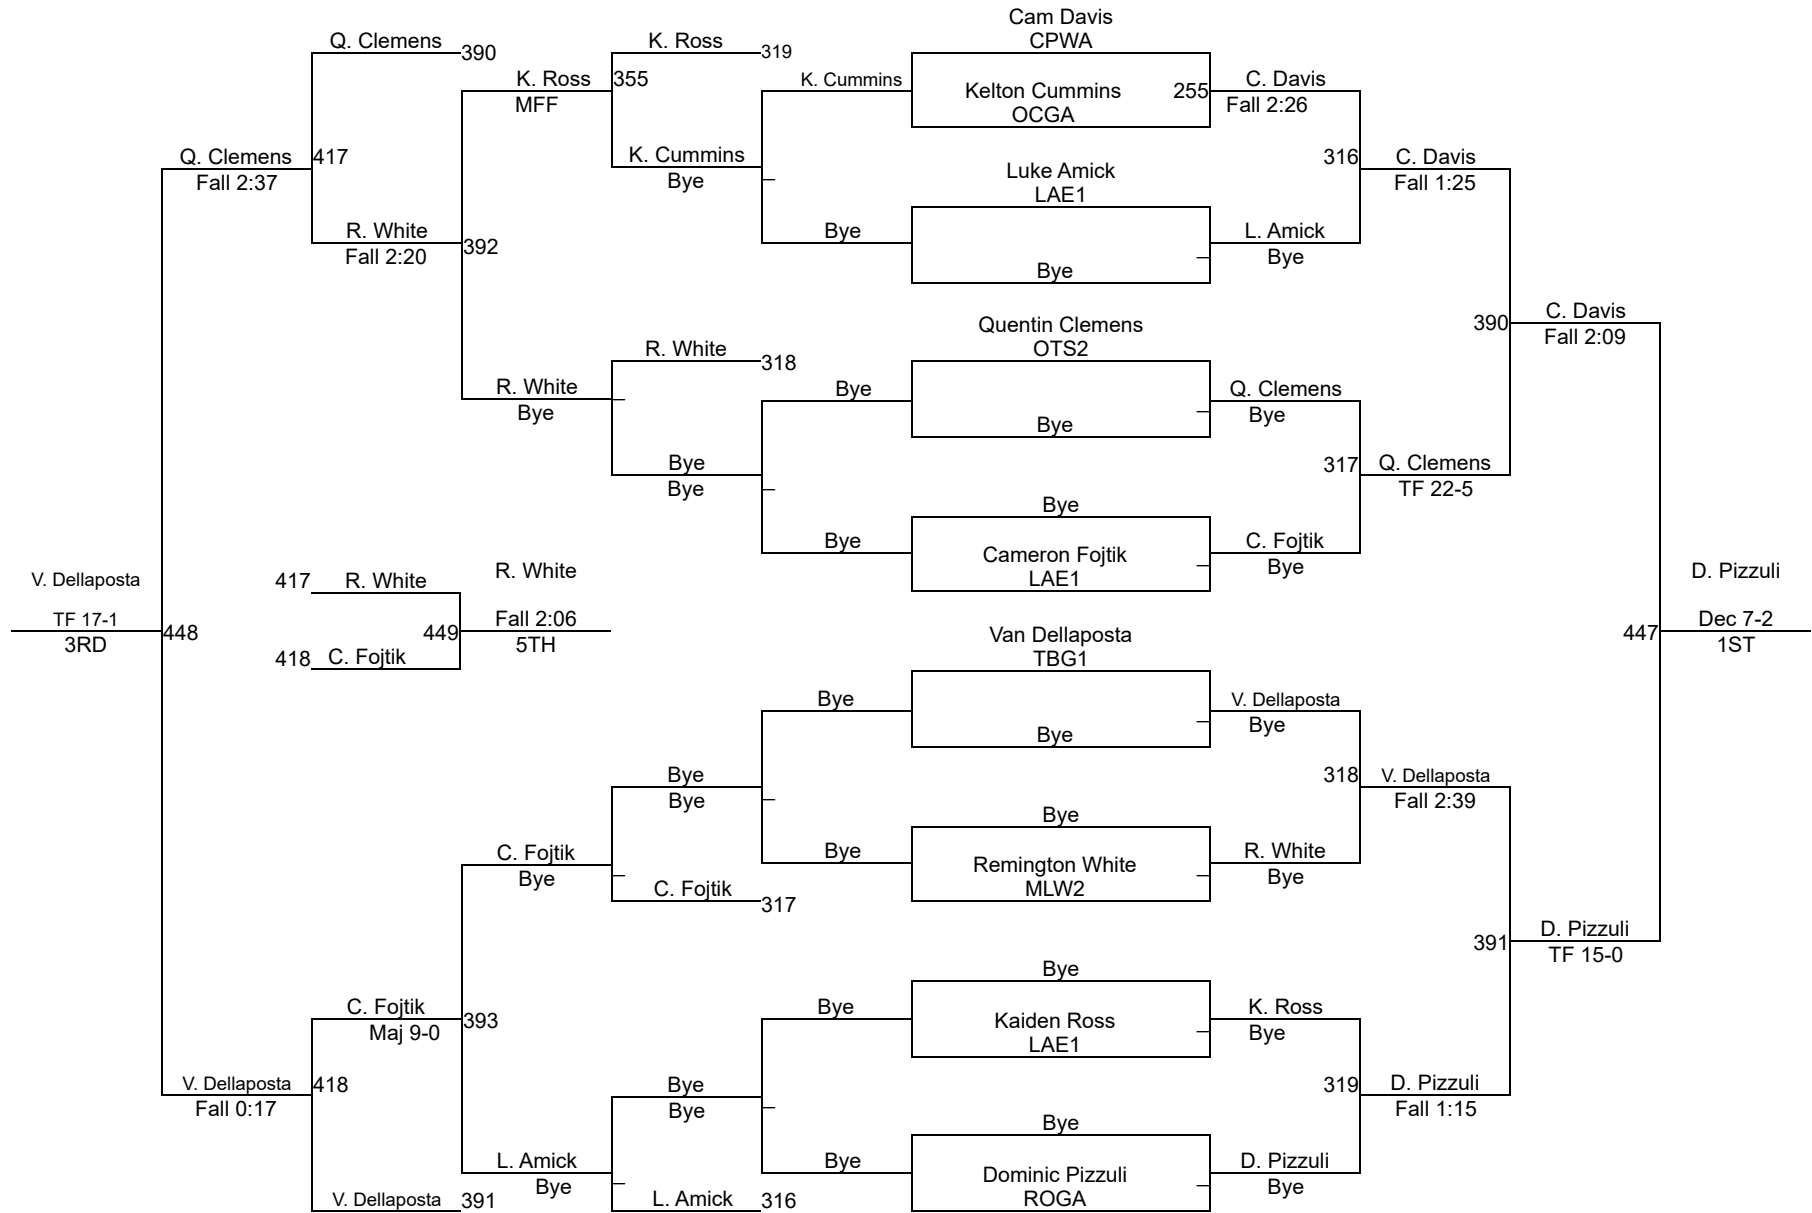 Cam Davis
CPWA
Q. Clemens
390
K. Ross
319
K. Ross
355
MFF
K. Cummins
Kelton Cummins
OCGA
255
C. Davis
Fall 2:26
Q. Clemens
417
Fall 2:37
K. Cummins
Bye
Luke Amick
LAE1
316
C. Davis
Fall 1:25
R. White
Fall 2:20
392
Bye
Bye
L. Amick
Bye
Quentin Clemens
OTS2
390
C. Davis
Fall 2:09
R. White
318
R. White
Bye
Bye
Bye
Q. Clemens
Bye
Bye
Bye
317
Q. Clemens
TF 22-5
Bye
Bye
Cameron Fojtik
LAE1
C. Fojtik
Bye
V. Dellaposta
TF 17-1
3RD
448
417
R. White
418
C. Fojtik
449
R. White
Fall 2:06
5TH
D. Pizzuli
447
Dec 7-2
1ST
Van Dellaposta
TBG1
Bye
Bye
V. Dellaposta
Bye
Bye
Bye
318
V. Dellaposta
Fall 2:39
C. Fojtik
Bye
Bye
Bye
Remington White
MLW2
R. White
Bye
C. Fojtik
317
391
D. Pizzuli
TF 15-0
C. Fojtik
Maj 9-0
393
Bye
Bye
Kaiden Ross
LAE1
K. Ross
Bye
V. Dellaposta
418
Fall 0:17
Bye
Bye
319
D. Pizzuli
Fall 1:15
L. Amick
Bye
Bye
Bye
Dominic Pizzuli
ROGA
D. Pizzuli
Bye
V. Dellaposta
391
L. Amick
316